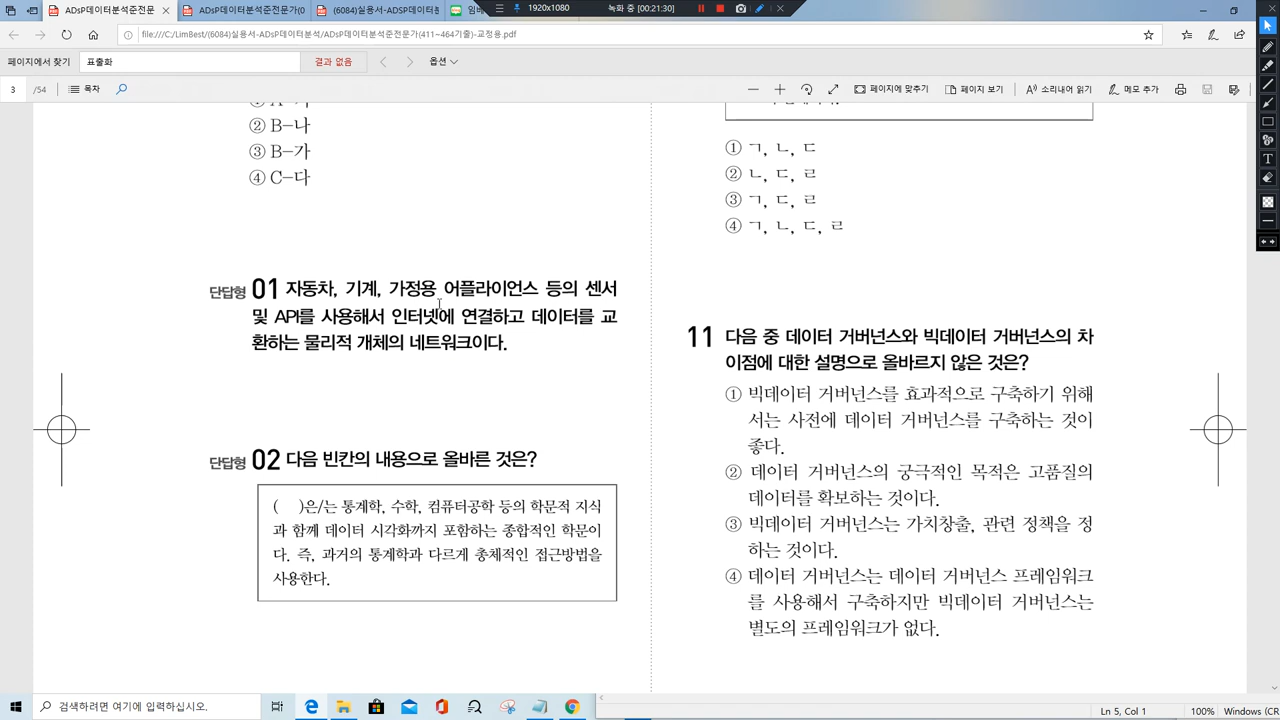 ADsP데이터분석준전문
ADsP데이터분석준전문가(0
(6084)실용서-ADSP데이터분
1920x1080
녹화 중 [00:21:30]
file:///C:/LimBest/(6084)실용서-ADsP데이터분석/ADsP데이터분석준전문가(411~464기출)-교정용.pdf
페이지에서 찾기
표출화
결과 없음
옵션
3 /54
목차
페이지에 맞추기
페이지 보기
소리내어 읽기
메모 추가
② B-나
③ B-가
④ C-다
단답형 01 자동차, 기계, 가정용 어플라이언스 등의 센서
및 API를 사용해서 인터넷에 연결하고 데이터를 교
환하는 물리적 개체의 네트워크이다.
단답형 02 다음 빈칸의 내용으로 올바른 것은?
( )은/는 통계학, 수학, 컴퓨터공학 등의 학문적 지식
과 함께 데이터 시각화까지 포함하는 종합적인 학문이
다. 즉, 과거의 통계학과 다르게 총체적인 접근방법을
사용한다.
① ㄱ, ㄴ, ㄷ
② ㄴ, ㄷ, ㄹ
③ ㄱ, ㄷ, ㄹ
④ ㄱ, ㄴ, ㄷ, ㄹ
11 다음 중 데이터 거버넌스와 빅데이터 거버넌스의 차
이점에 대한 설명으로 올바르지 않은 것은?
① 빅데이터 거버넌스를 효과적으로 구축하기 위해
서는 사전에 데이터 거버넌스를 구축하는 것이
좋다.
② 데이터 거버넌스의 궁극적인 목적은 고품질의
데이터를 확보하는 것이다.
③ 빅데이터 거버넌스는 가치창출, 관련 정책을 정
하는 것이다.
④ 데이터 거버넌스는 데이터 거버넌스 프레임워크
를 사용해서 구축하지만 빅데이터 거버넌스는
별도의 프레임워크가 없다.
검색하려면 여기에 입력하십시오.
Ln 5, Col 1
100%
Windows (CR